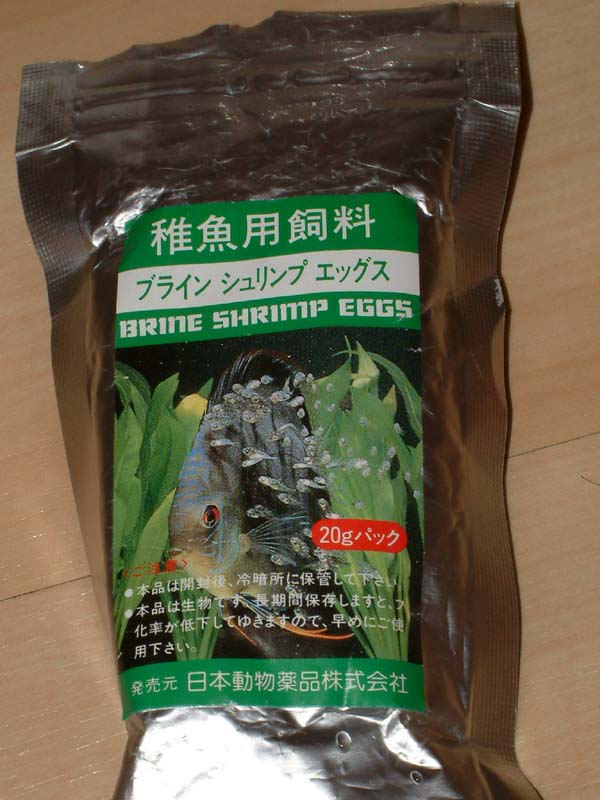 稚魚用飼料
ブライン シュリンプ エッグス
BRINE SHRIMP EGGS
20gパック
<ご注意>
●本品は開封後、冷暗所に保管して下さい。
●本品は生物です。長期間保存しますと、フ
化率が低下してゆきますので、早めにご使
用下さい。
発売元 日本動物薬品株式会社